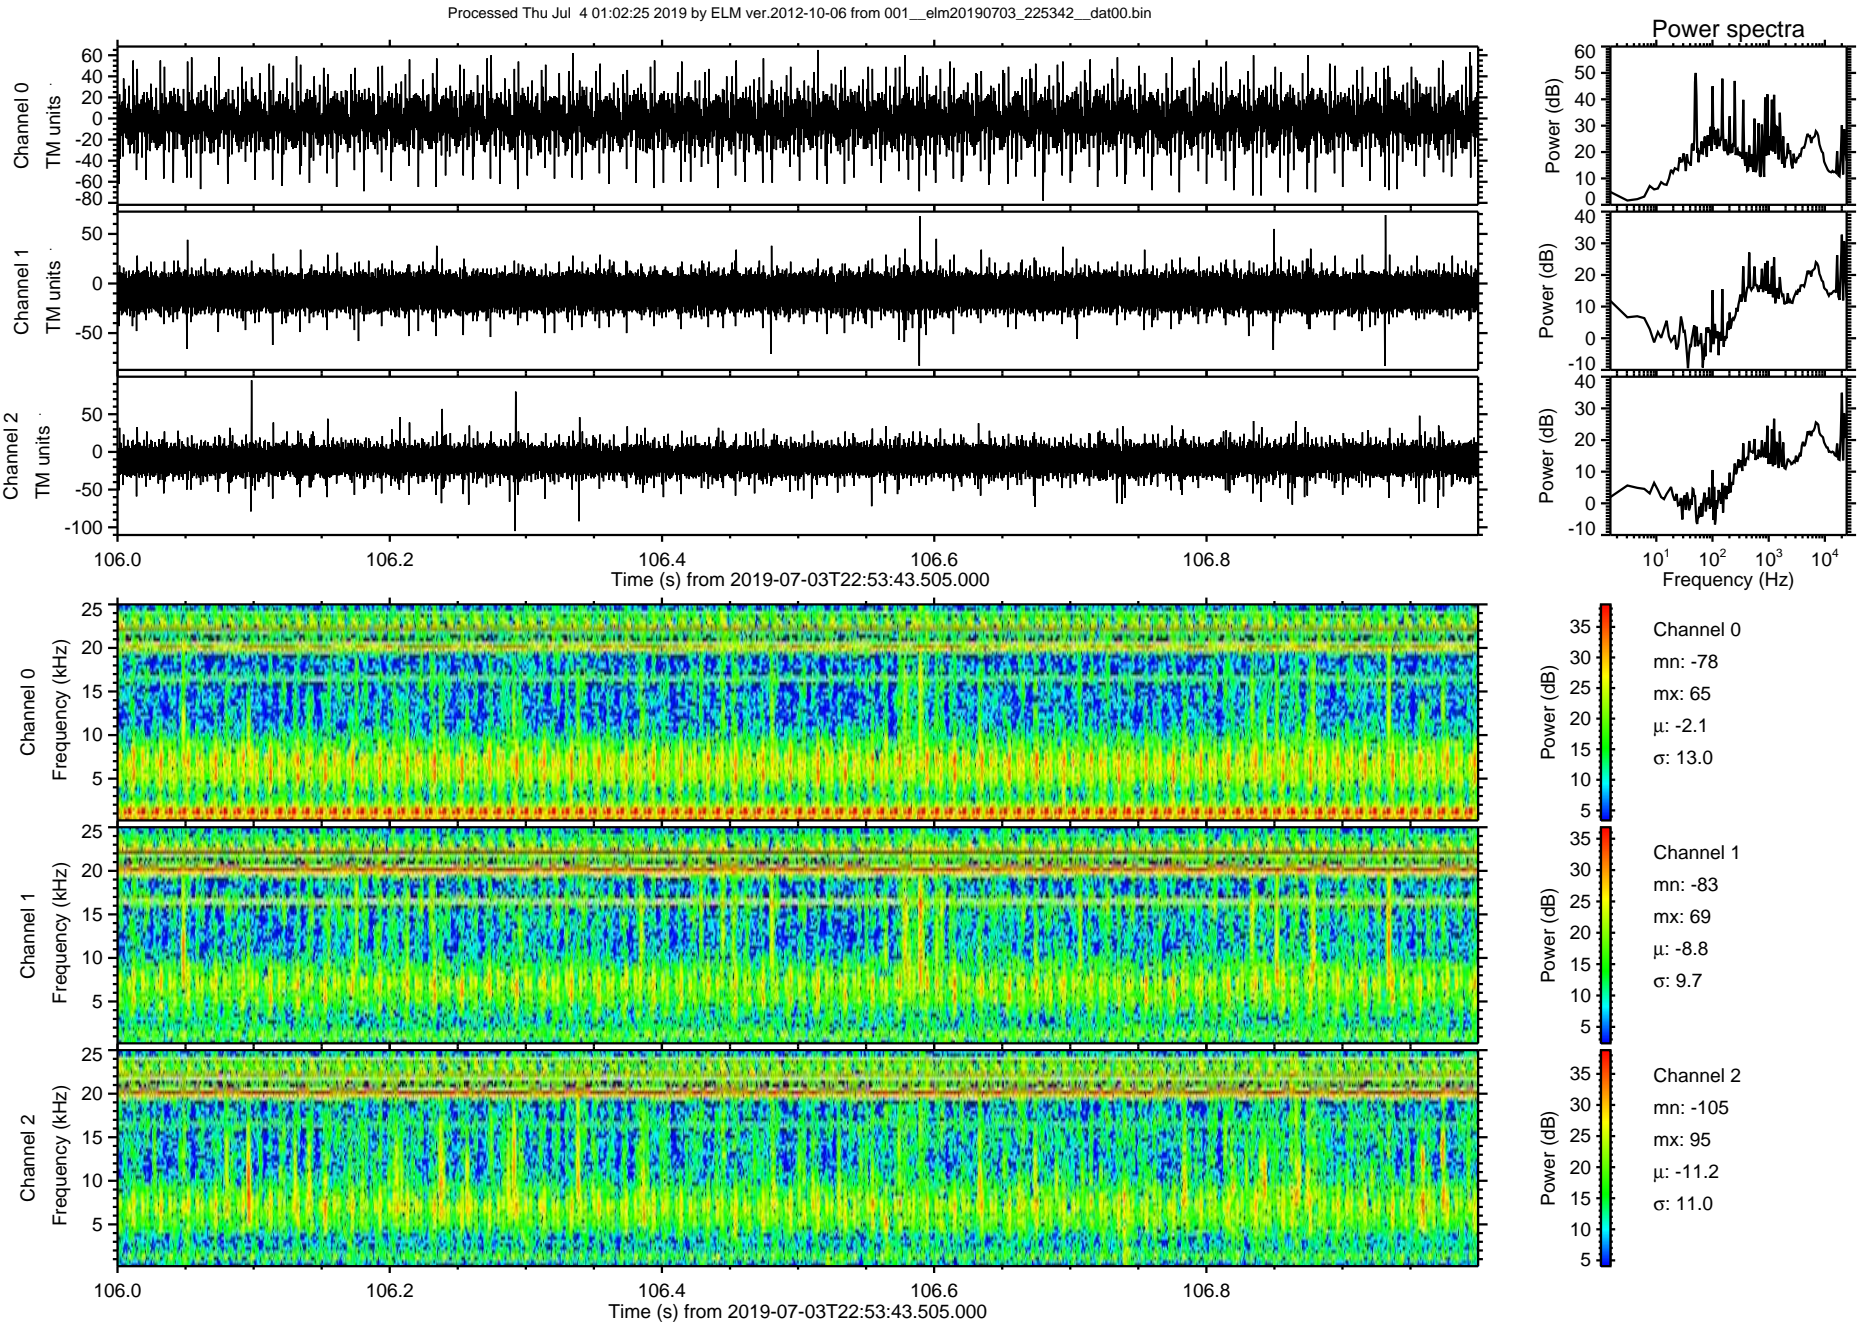 Processed Thu Jul  4 01:02:25 2019 by ELM ver.2012-10-06 from 001__elm20190703_225342__dat00.bin
Power spectra
Channel 0
TM units
60
40
20
0
-20
-40
-60
-80
Power (dB)
60
50
40
30
20
10
0
Channel 1
TM units
50
0
-50
Power (dB)
40
30
20
10
0
-10
Channel 2
TM units
50
0
-50
-100
Power (dB)
40
30
20
10
0
-10
106.0 106.2 106.4 106.6 106.8
Time (s) from 2019-07-03T22:53:43.505.000
10¹ 10² 10³ 10⁴
Frequency (Hz)
Channel 0
Frequency (kHz)
25
20
15
10
5
Power (dB)
35
30
25
20
15
10
5
Channel 0
mn: -78
mx: 65
μ: -2.1
σ: 13.0
Channel 1
Frequency (kHz)
25
20
15
10
5
Power (dB)
35
30
25
20
15
10
5
Channel 1
mn: -83
mx: 69
μ: -8.8
σ: 9.7
Channel 2
Frequency (kHz)
25
20
15
10
5
Power (dB)
35
30
25
20
15
10
5
Channel 2
mn: -105
mx: 95
μ: -11.2
σ: 11.0
106.0 106.2 106.4 106.6 106.8
Time (s) from 2019-07-03T22:53:43.505.000